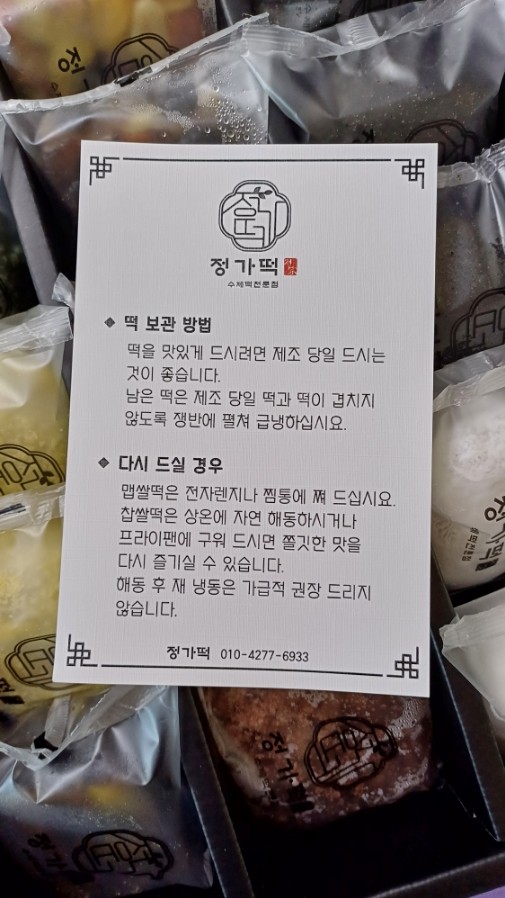 정가떡
수제떡전문점
떡 보관 방법
떡을 맛있게 드시려면 제조 당일 드시는
것이 좋습니다.
남은 떡은 제조 당일 떡과 떡이 겹치지
않도록 쟁반에 펼쳐 급냉하십시요.
다시 드실 경우
맵쌀떡은 전자렌지나 찜통에 쪄 드십시요.
찹쌀떡은 상온에 자연 해동하시거나
프라이팬에 구워 드시면 쫄깃한 맛을
다시 즐기실 수 있습니다.
해동 후 재 냉동은 가급적 권장 드리지
않습니다.
정가떡 010-4277-6933
정가떡
정가떡